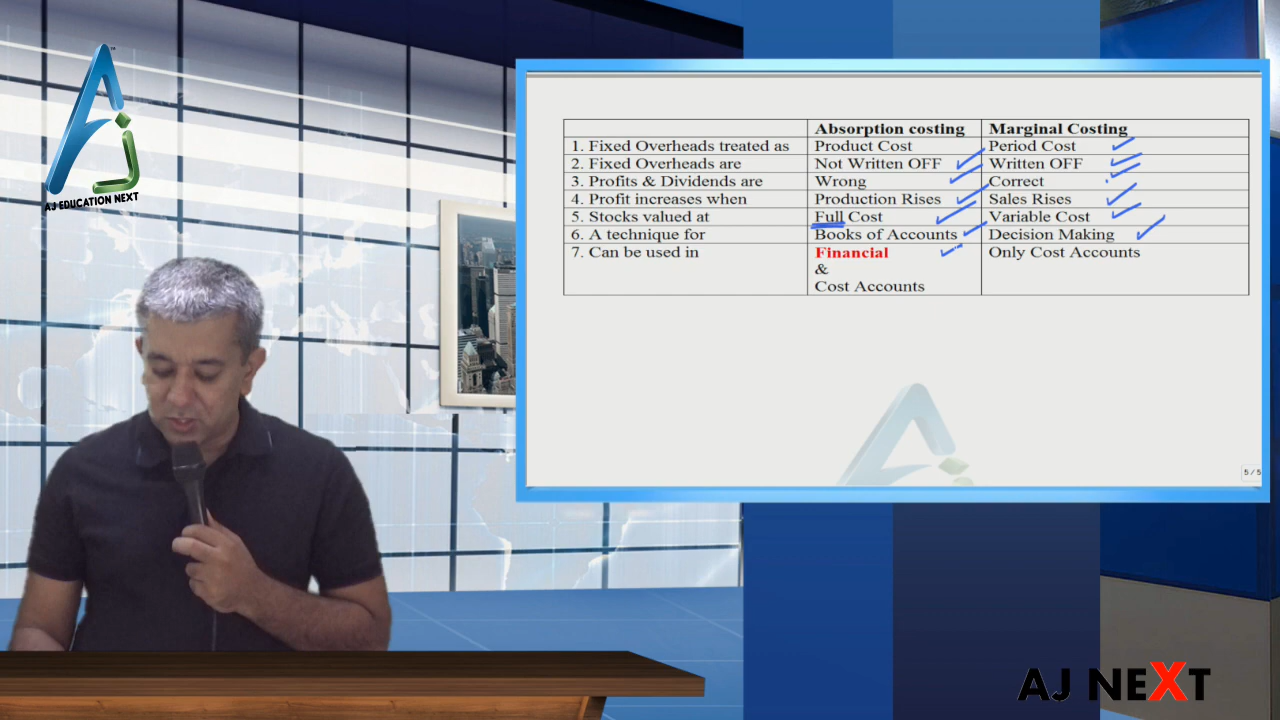 AJ EDUCATION NEXT
Absorption costing Marginal Costing
1. Fixed Overheads treated as Product Cost Period Cost
2. Fixed Overheads are Not Written OFF Written OFF
3. Profits & Dividends are Wrong Correct
4. Profit increases when Production Rises Sales Rises
5. Stocks valued at Full Cost Variable Cost
6. A technique for Books of Accounts Decision Making
7. Can be used in Financial Only Cost Accounts
&
Cost Accounts
5/5
AJ NEXT